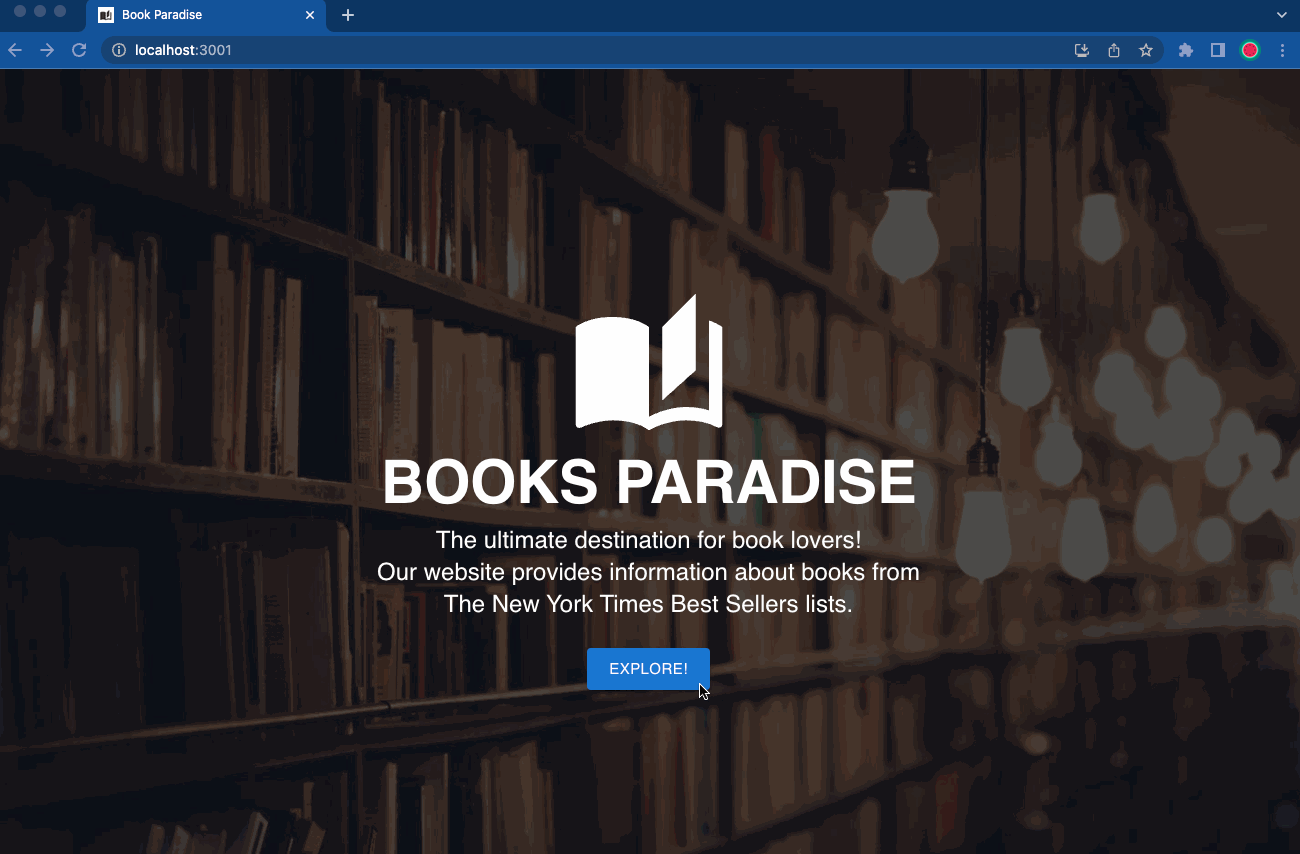 Book Paradise
localhost:3001
BOOKS PARADISE
The ultimate destination for book lovers!
Our website provides information about books from
The New York Times Best Sellers lists.
EXPLORE!